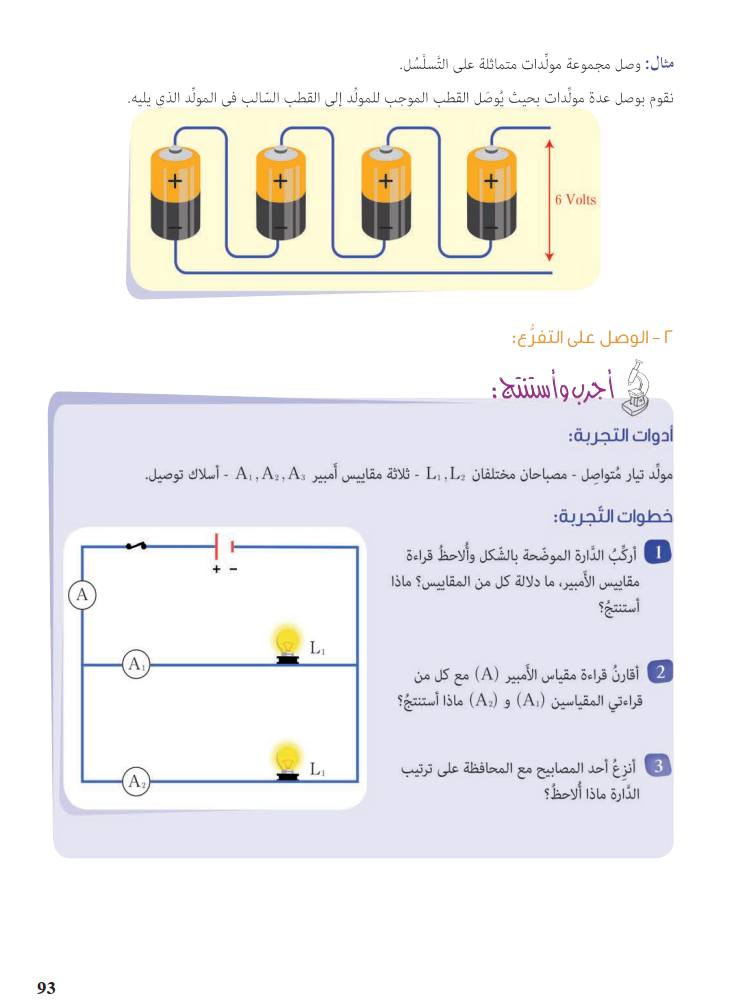 مثال: وصل مجموعة مولِّدات متماثلة على التَّسلْسُل.
نقوم بوصل عدة مولِّدات بحيث يُوصَل القطب الموجب للمولِّد إلى القطب السّالب في المولِّد الذي يليه.
+
+
+
+
-
-
-
-
6 Volts
٢ - الوصل على التفرُّع:
أجرب وأستنتج:
أدوات التجربة:
مولِّد تيار مُتواصِل - مصباحان مختلفان L₁, L₂ - ثلاثة مقاييس أمبير A₁, A₂, A₃ - أسلاك توصيل.
خطوات التّجربة:
1 أركِّبُ الدَّارة الموضّحة بالشّكل وأُلاحظُ قراءة
مقاييس الأمبير، ما دلالة كل من المقاييس؟ ماذا
أستنتجُ؟
2 أقارنُ قراءة مقياس الأمبير (A) مع كل من
قراءتي المقياسين (A₁) و (A₂) ماذا أستنتجُ؟
3 أنزِعُ أحد المصابيح مع المحافظة على ترتيب
الدَّارة ماذا أُلاحظُ؟
+ -
A
A₁
L₁
A₂
L₁
93